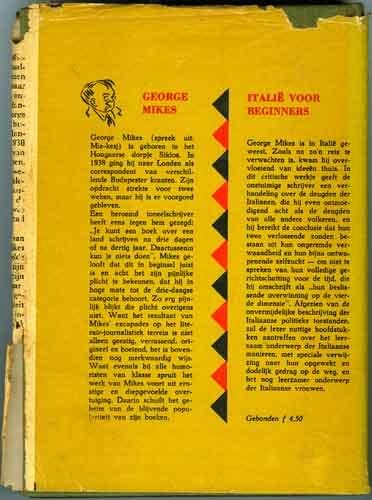 GEORGE
MIKES
George Mikes (spreek uit:
Mie-kesj) is geboren in het
Hongaarse dorpje Siklos. In
1938 ging hij naar Londen als
correspondent van verschil-
lende Budapester kranten. Zijn
opdracht strekte voor twee
weken, maar hij is er voorgoed
gebleven.
Een beroemd toneelschrijver
heeft eens tegen hem gezegd:
„Je kunt een boek over een
land schrijven na drie dagen
of na dertig jaar. Daartussenin
kun je niets doen”. Mikes ge-
looft dat dit in beginsel juist
is en acht het zijn pijnlijke
plicht te bekennen, dat hij in
hoge mate tot de drie-daagse
categorie behoort. Zo erg pijn-
lijk blijkt die plicht overigens
niet. Want het resultaat van
Mikes' excapades op het lite-
rair-journalistiek terrein is niet
alleen geestig, verrassend, ori-
gineel en boeiend, het is boven-
dien nog merkwaardig wijs.
Want evenals bij alle humo-
risten van klasse spruit het
werk van Mikes voort uit ern-
stige en diepgevoelde over-
tuiging. Daarin schuilt het ge-
heim van de blijvende popu-
lariteit van zijn boeken.
ITALIË VOOR
BEGINNERS
George Mikes is in Italië ge-
weest. Zoals na zo'n reis te
verwachten is, kwam hij over-
vloeiend van ideeën thuis. In
dit critische werkje geeft de
onstuimige schrijver een ver-
handeling over de deugden der
Italianen, die hij even onmoe-
digend acht als de deugden
van alle andere volkeren, en
hij bereikt de conclusie dat hun
twee verlossende zonden be-
staan uit hun ongeremde ver-
waandheid en hun bijna ontwa-
penende zelfzucht — om niet te
spreken van hun volledige ge-
richtschatting voor de tijd, die
hij omschrijft als „hun beslis-
sende overwinning op de vier-
de dimensie”. Afgezien van de
onvermijdelijke beschrijving der
Italiaanse politieke toestanden,
zal de lezer nuttige hoofdstuk-
ken aantreffen over het leer-
zaam onderwerp der Italiaanse
manieren, met speciale verwij-
zing naar hun opgewekt en
dodelijk gedrag op de weg, en
het nog leerzamer onderwerp
der Italiaanse vrouwen.
Gebonden ƒ 4,50